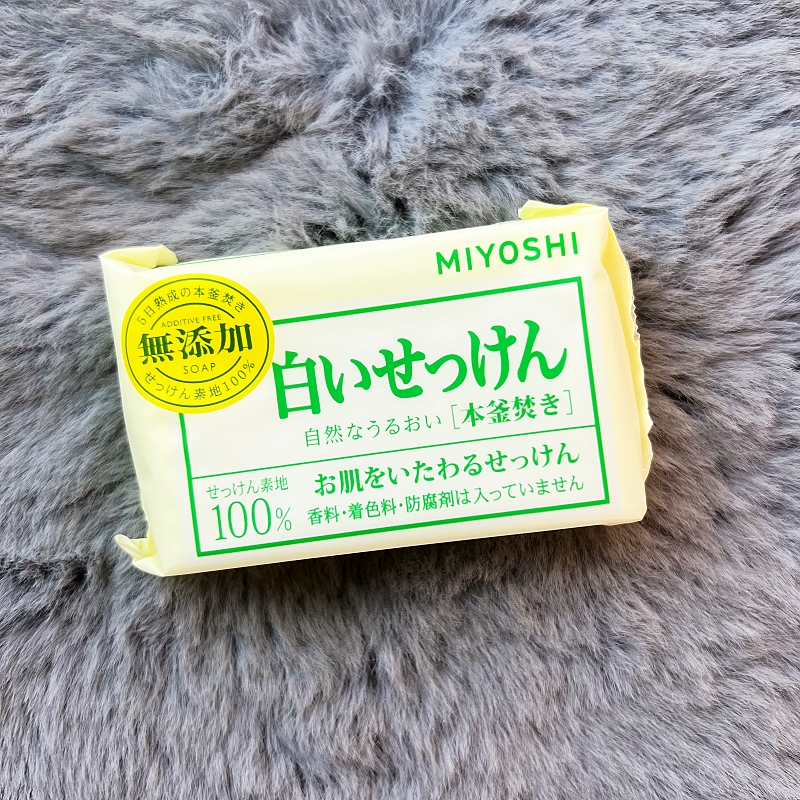 MIYOSHI
5日熟成の本釜焚き
ADDITIVE FREE
無添加
SOAP
せっけん素地100%
白いせっけん
自然なうるおい [本釜焚き]
せっけん素地
100%
お肌をいたわるせっけん
香料・着色料・防腐剤は入っていません